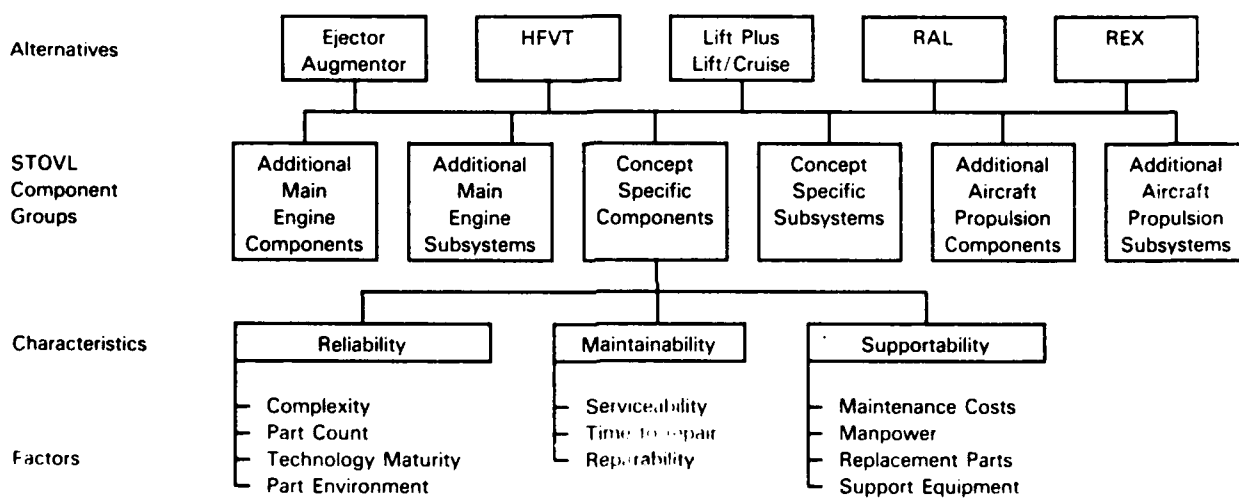 Alternatives
Ejector
Augmentor
HFVT
Lift Plus
Lift/Cruise
RAL
REX
STOVL
Component
Groups
Additional
Main
Engine
Components
Additional
Main
Engine
Subsystems
Concept
Specific
Components
Concept
Specific
Subsystems
Additional
Aircraft
Propulsion
Components
Additional
Aircraft
Propulsion
Subsystems
Characteristics
Reliability
Maintainability
Supportability
Factors
Complexity
Part Count
Technology Maturity
Part Environment
Serviceability
Time to repair
Reparability
Maintenance Costs
Manpower
Replacement Parts
Support Equipment